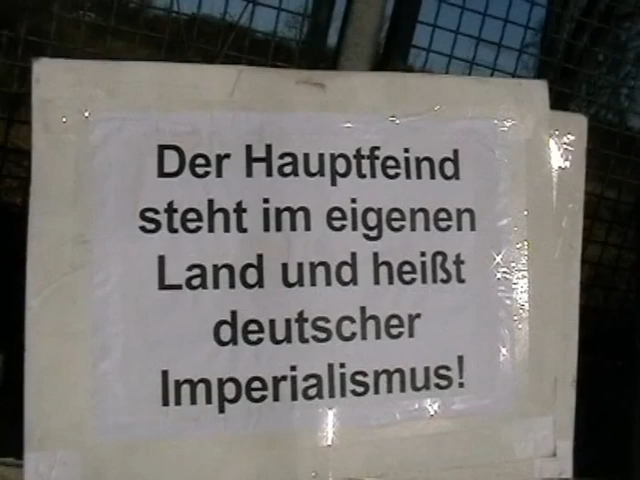 Der Hauptfeind
steht im eigenen
Land und heißt
deutscher
Imperialismus!